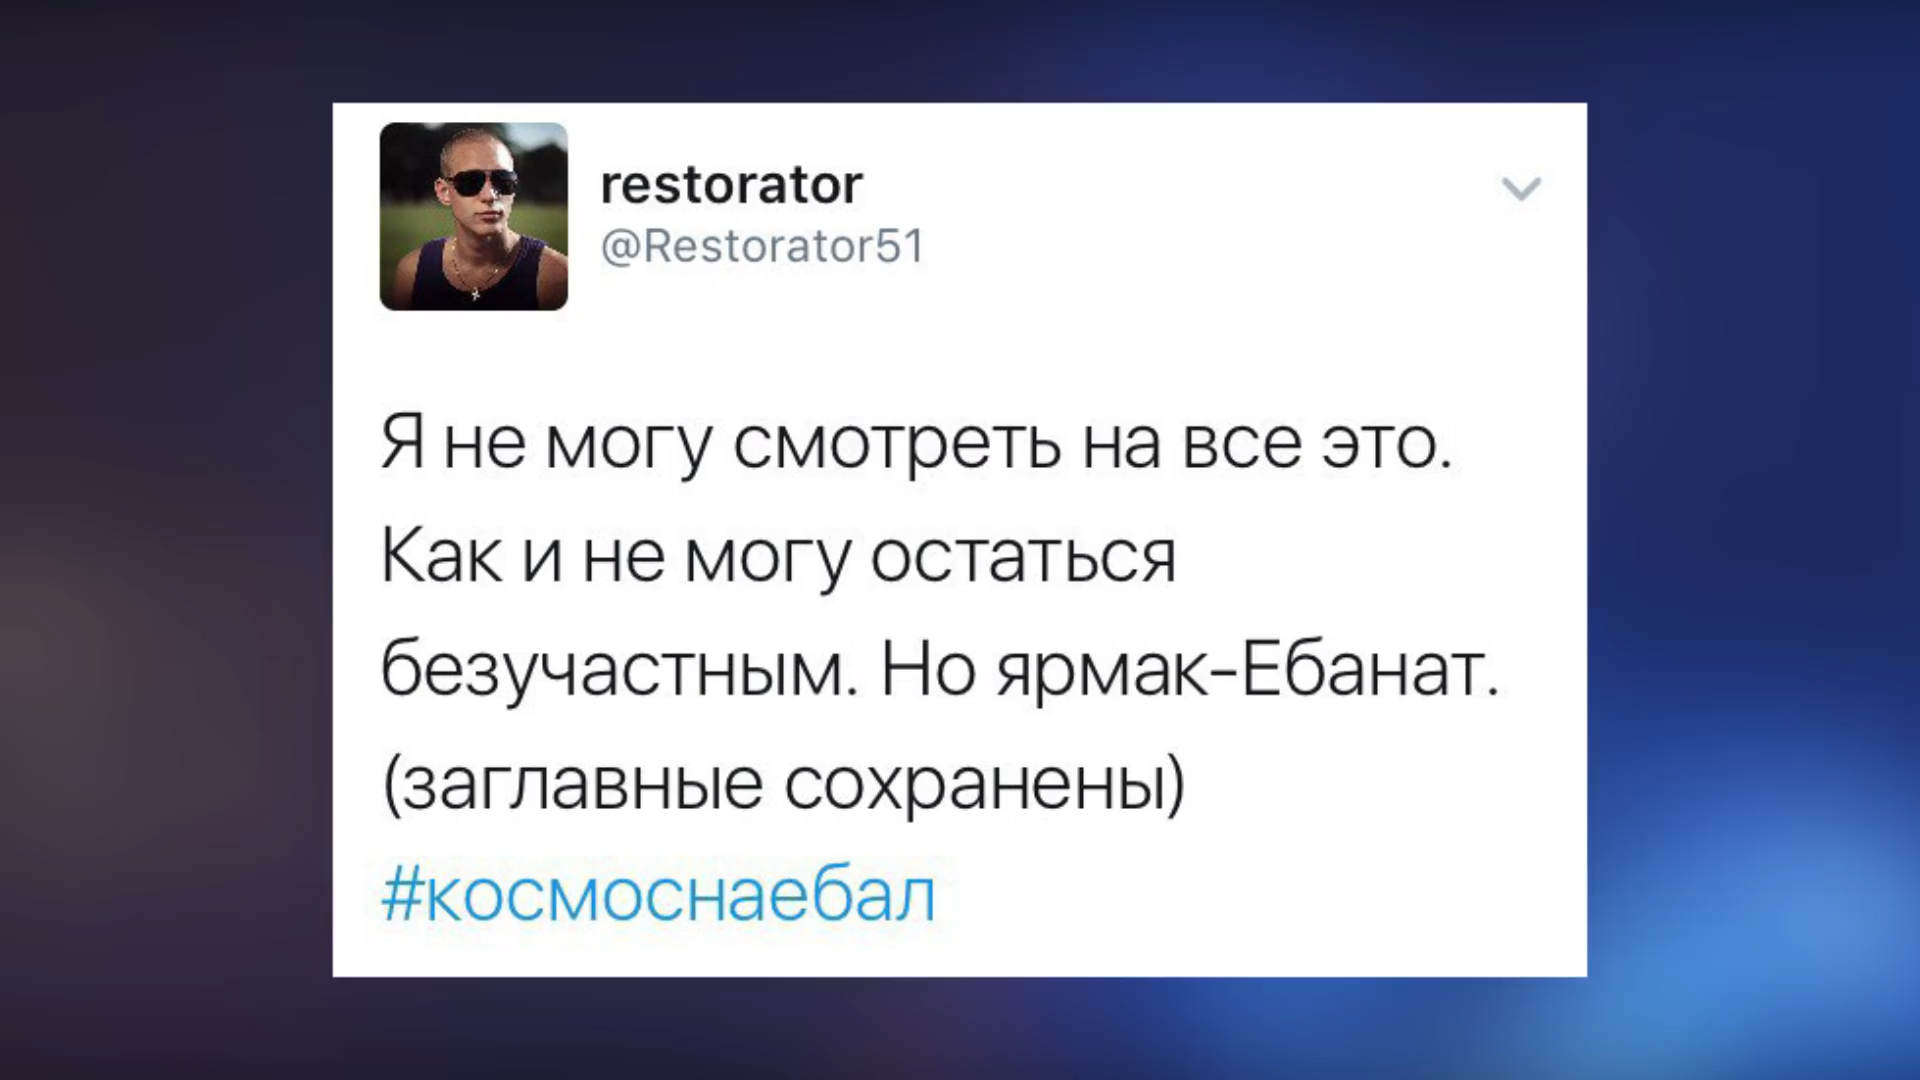 restorator
@Restorator51
Я не могу смотреть на все это.
Как и не могу остаться
безучастным. Но ярмак-Ебанат.
(заглавные сохранены)
#космоснаебал